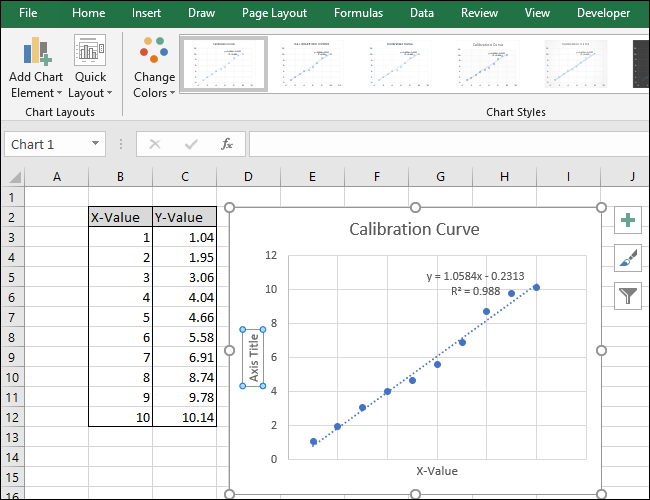 File Home Insert Draw Page Layout Formulas Data Review View Developer
Add Chart Element
Quick Layout
Change Colors
Calibration Curve
Chart Layouts Chart Styles
Chart 1 fx
A B C D E F G H I J
1
2 X-Value Y-Value
3 1 1.04
4 2 1.95
5 3 3.06
6 4 4.04
7 5 4.66
8 6 5.58
9 7 6.91
10 8 8.74
11 9 9.78
12 10 10.14
13
14
15
16
Calibration Curve
y = 1.0584x - 0.2313
R² = 0.988
12
10
8
6
4
2
0
Axis Title
X-Value